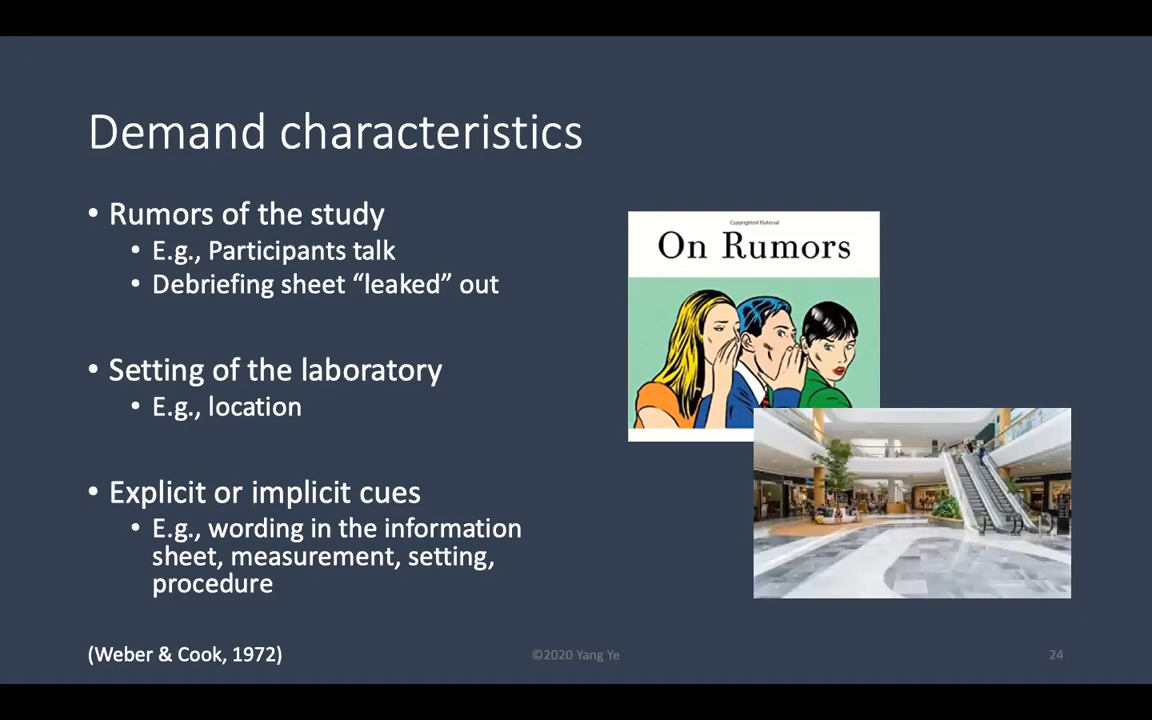 Demand characteristics
• Rumors of the study
• E.g., Participants talk
• Debriefing sheet “leaked” out
• Setting of the laboratory
• E.g., location
• Explicit or implicit cues
• E.g., wording in the information
sheet, measurement, setting,
procedure
Copyrighted Material
On Rumors
(Weber & Cook, 1972)
©2020 Yang Ye
24